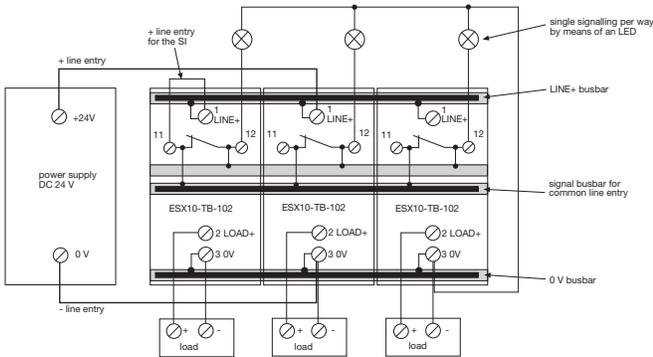 + line entry
for the SI
single signalling per way
by means of an LED
+ line entry
LINE+ busbar
1
LINE+
1
LINE+
1
LINE+
+24V
11
12
11
12
11
12
power supply
DC 24 V
signal busbar for
common line entry
ESX10-TB-102
ESX10-TB-102
ESX10-TB-102
2 LOAD+
2 LOAD+
2 LOAD+
0 V
3 0V
3 0V
3 0V
0 V busbar
- line entry
+ -
load
+ -
load
+ -
load